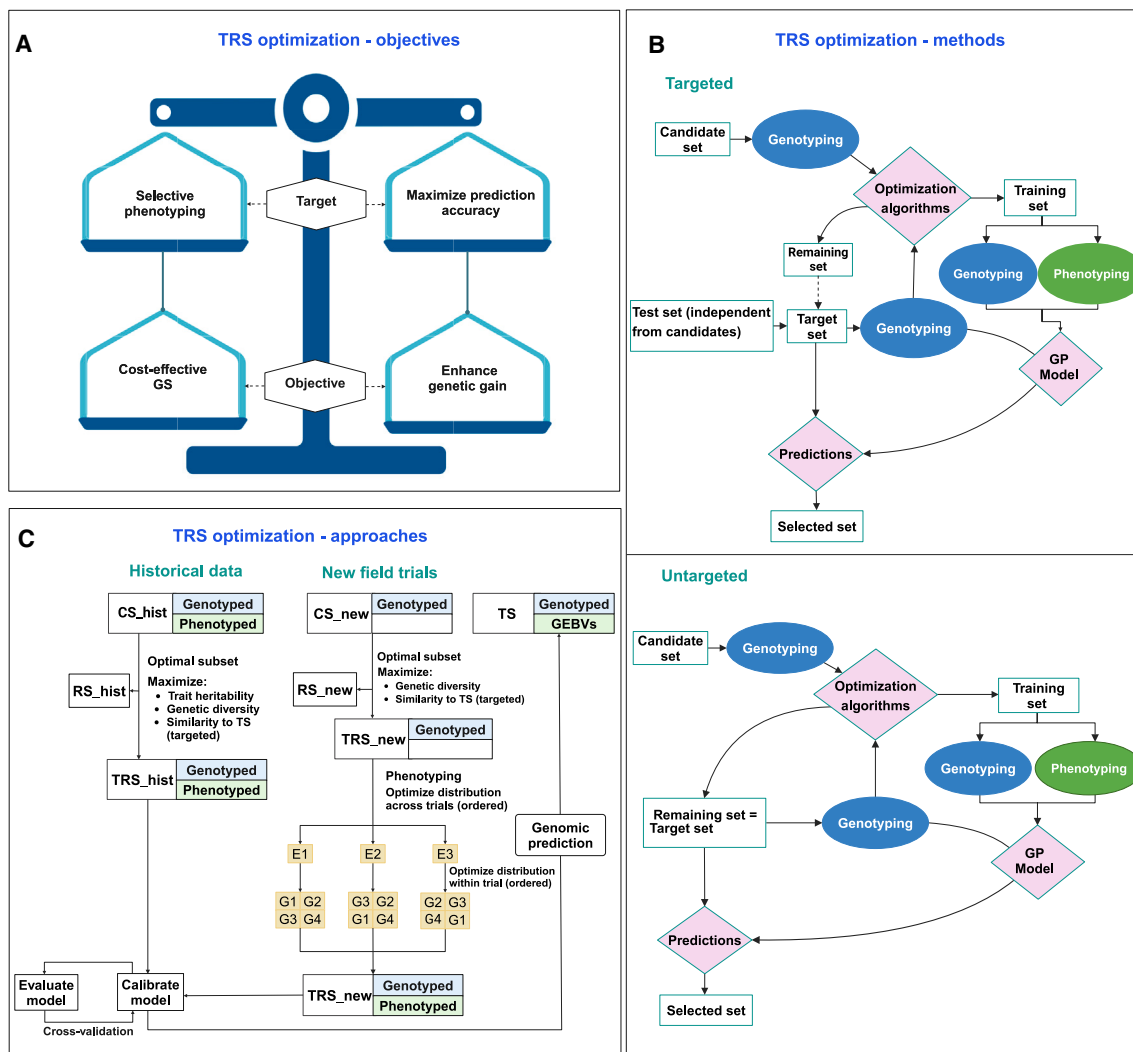 A
TRS optimization - objectives
Selective
phenotyping
Target
Maximize prediction
accuracy
Cost-effective
GS
Objective
Enhance
genetic gain
B
TRS optimization - methods
Targeted
Candidate
set
Genotyping
Optimization
algorithms
Training
set
Remaining
set
Genotyping
Phenotyping
Test set (independent
from candidates)
Target
set
Genotyping
GP
Model
Predictions
Selected set
Untargeted
Candidate
set
Genotyping
Optimization
algorithms
Training
set
Genotyping
Phenotyping
Remaining set =
Target set
Genotyping
GP
Model
Predictions
Selected set
C
TRS optimization - approaches
Historical data
New field trials
CS_hist
Genotyped
Phenotyped
CS_new
Genotyped
TS
Genotyped
GEBVs
Optimal subset
Maximize:
• Trait heritability
• Genetic diversity
• Similarity to TS
(targeted)
RS_hist
Optimal subset
Maximize:
• Genetic diversity
• Similarity to TS (targeted)
RS_new
TRS_new
Genotyped
TRS_hist
Genotyped
Phenotyped
Phenotyping
Optimize distribution
across trials (ordered)
Genomic
prediction
E1
E2
E3
Optimize distribution
within trial (ordered)
G1 G2
G3 G4
G3 G2
G1 G4
G2 G3
G4 G1
Evaluate
model
Calibrate
model
TRS_new
Genotyped
Phenotyped
Cross-validation